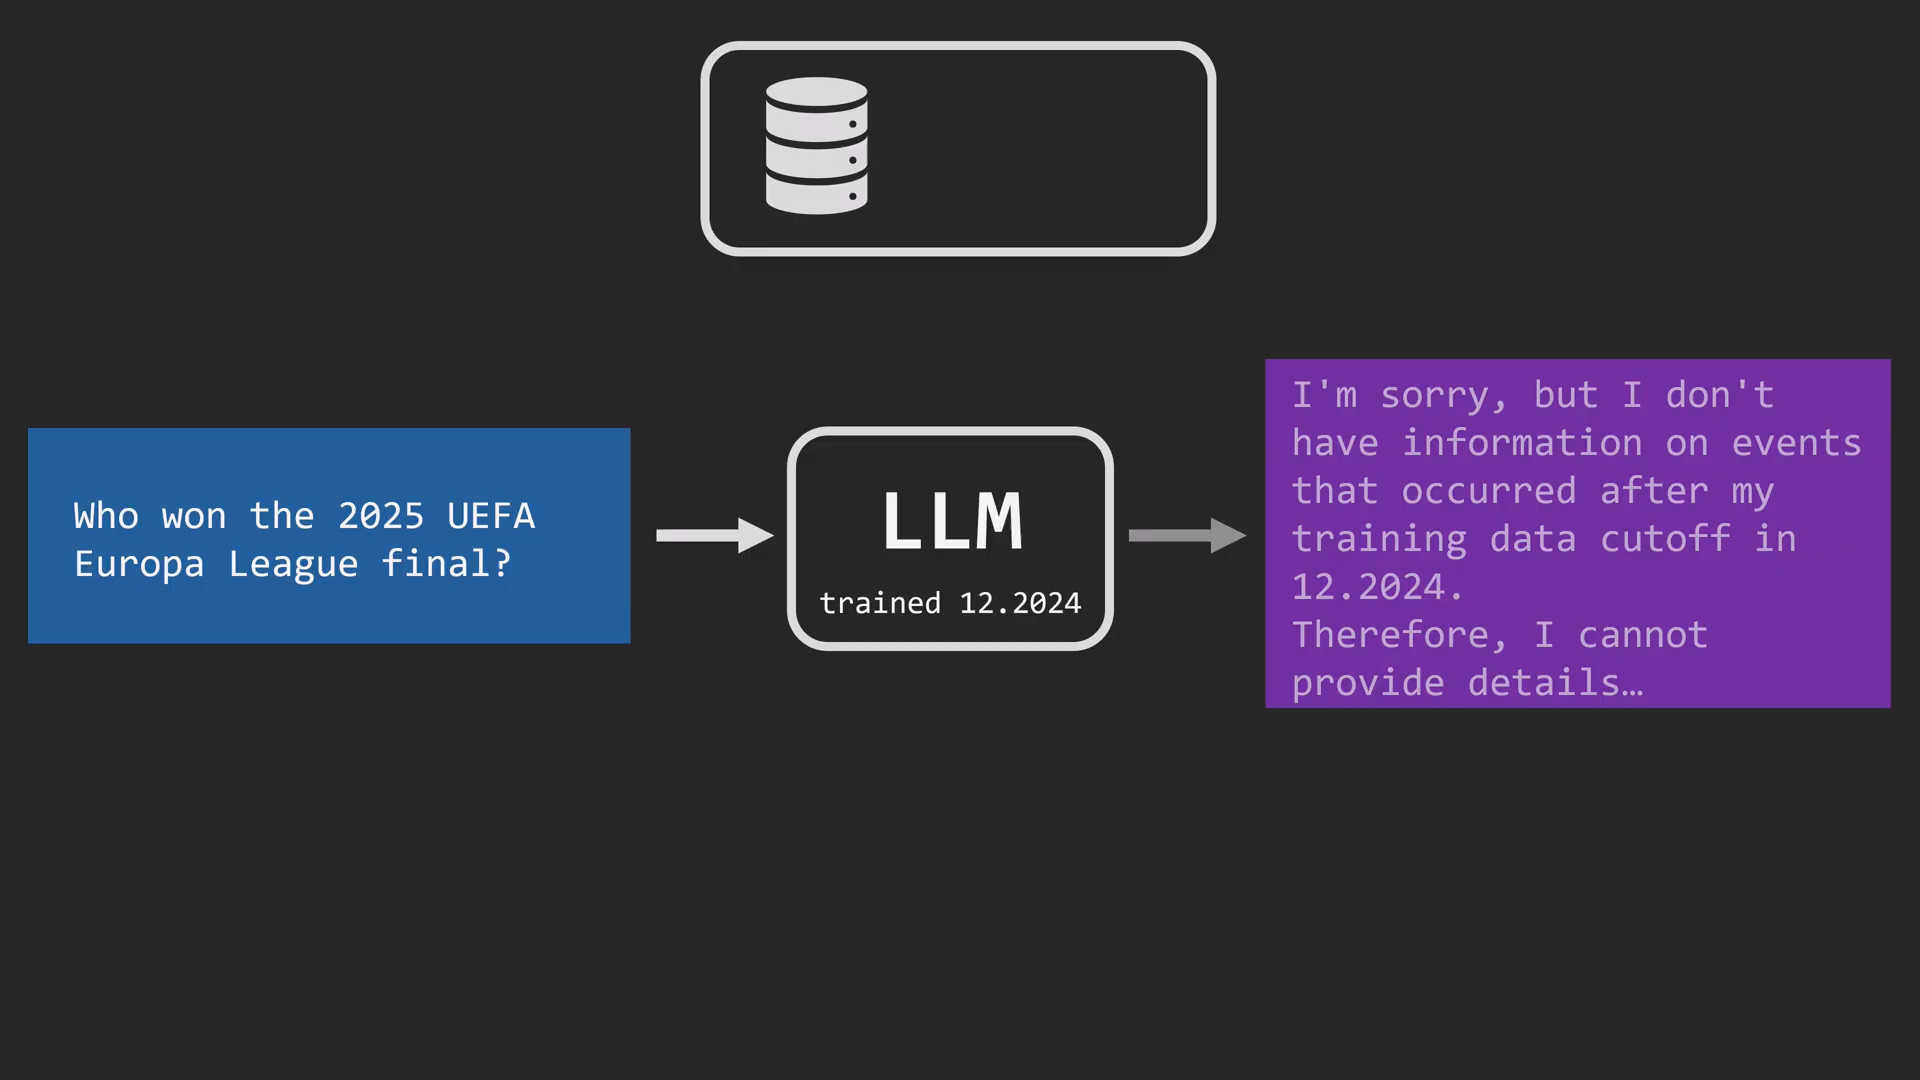 Who won the 2025 UEFA
Europa League final?
LLM
trained 12.2024
I'm sorry, but I don't
have information on events
that occurred after my
training data cutoff in
12.2024.
Therefore, I cannot
provide details…